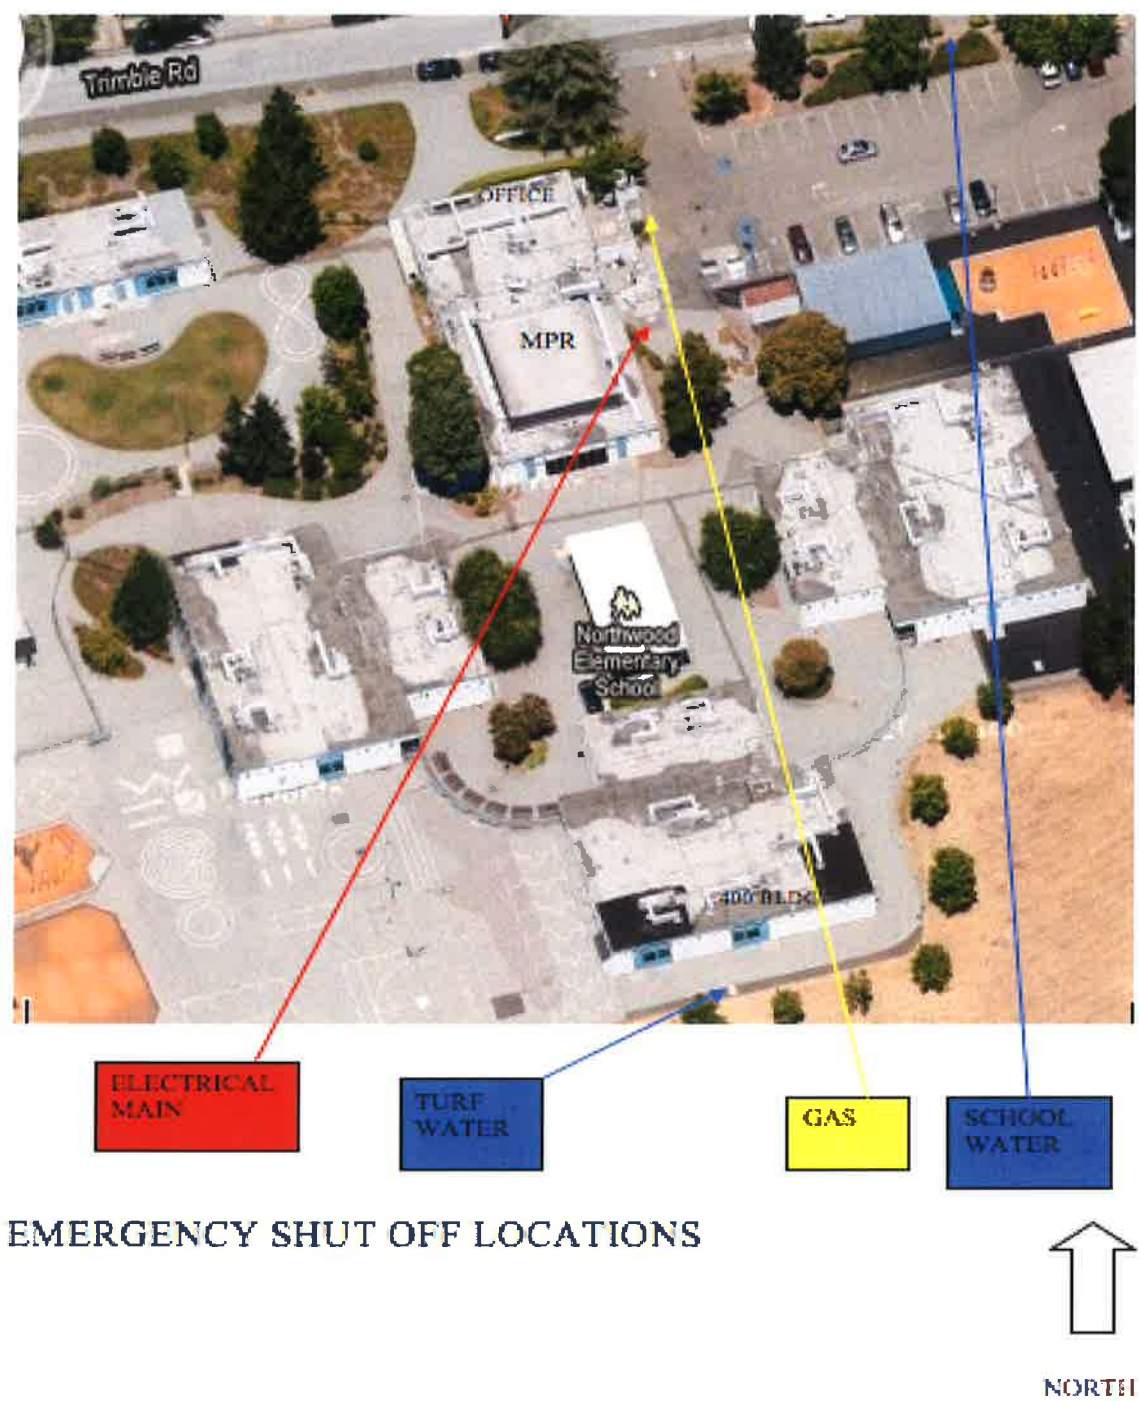 Trimble Rd
OFFICE
MPR
Northwood
Elementary
School
400 BLDG
ELECTRICAL
MAIN
TURF
WATER
GAS
SCHOOL
WATER
EMERGENCY SHUT OFF LOCATIONS
NORTH